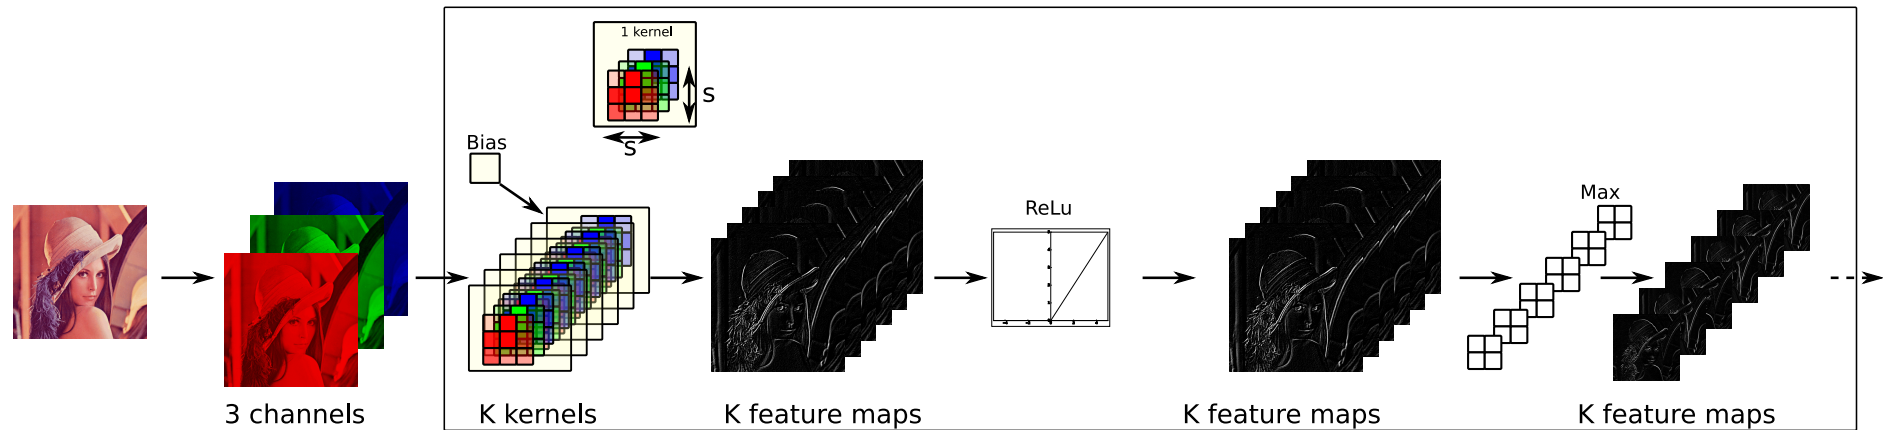 1 kernel
S
S
Bias
ReLu
Max
3 channels
K kernels
K feature maps
K feature maps
K feature maps